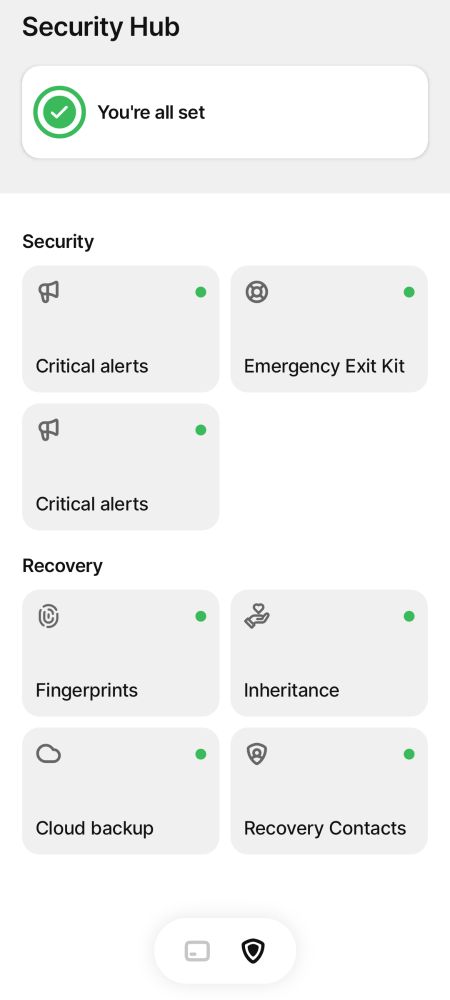 Security Hub
You're all set
Security
Critical alerts
Emergency Exit Kit
Critical alerts
Recovery
Fingerprints
Inheritance
Cloud backup
Recovery Contacts